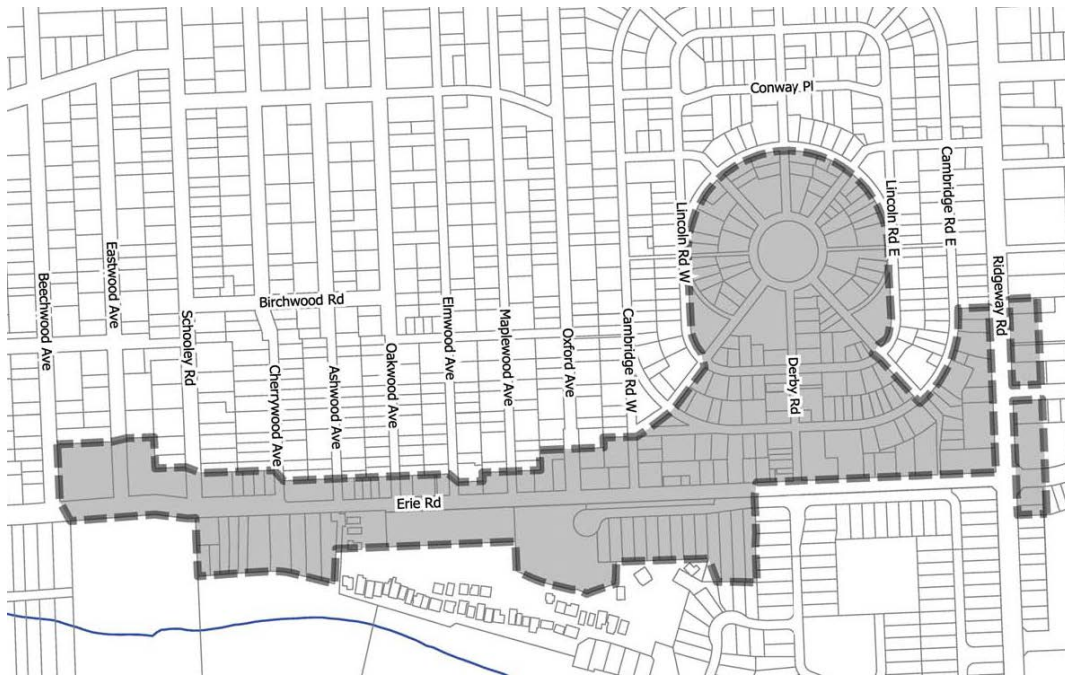 Conway Pl
Cambridge Rd E
Lincoln Rd E
Lincoln Rd W
Ridgeway Rd
Eastwood Ave
Beechwood Ave
Birchwood Rd
Schooley Rd
Elmwood Ave
Maplewood Ave
Oxford Ave
Cambridge Rd W
Oakwood Ave
Ashwood Ave
Cherrywood Ave
Derby Rd
Erie Rd